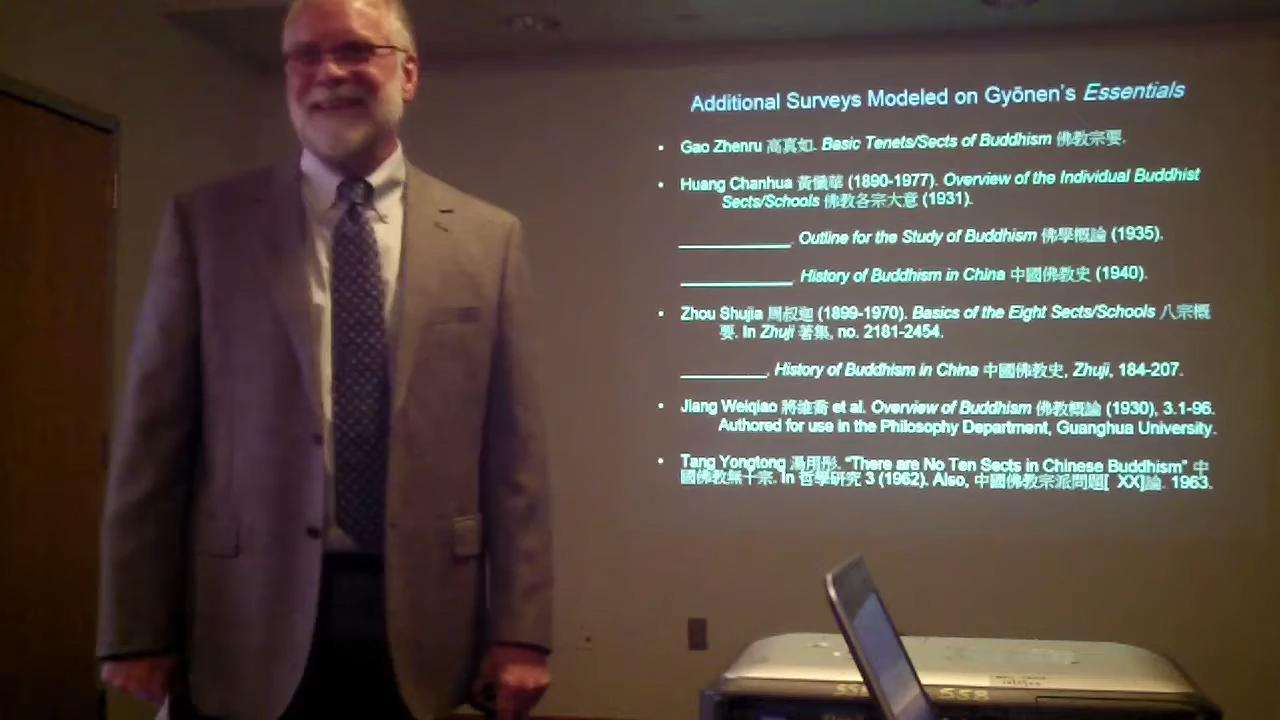 Additional Surveys Modeled on Gyōnen's Essentials
• Gao Zhenru 高真如. Basic Tenets/Sects of Buddhism 佛教宗要.
• Huang Chanhua 黃懺華 (1890-1977). Overview of the Individual Buddhist
Sects/Schools 佛教各宗大意 (1931).
___________. Outline for the Study of Buddhism 佛學概論 (1935).
___________. History of Buddhism in China 中國佛教史 (1940).
• Zhou Shujia 周叔迦 (1899-1970). Basics of the Eight Sects/Schools 八宗概
要. In Zhuji 著集, no. 2181-2454.
_________. History of Buddhism in China 中國佛教史, Zhuji, 184-207.
• Jiang Weiqiao 蔣維喬 et al. Overview of Buddhism 佛教概論 (1930), 3.1-96.
Authored for use in the Philosophy Department, Guanghua University.
• Tang Yongtong 湯用彤. "There are No Ten Sects in Chinese Buddhism" 中
國佛教無十宗. In 哲學研究 3 (1962). Also, 中國佛教宗派問題[ XX]論. 1963.
558